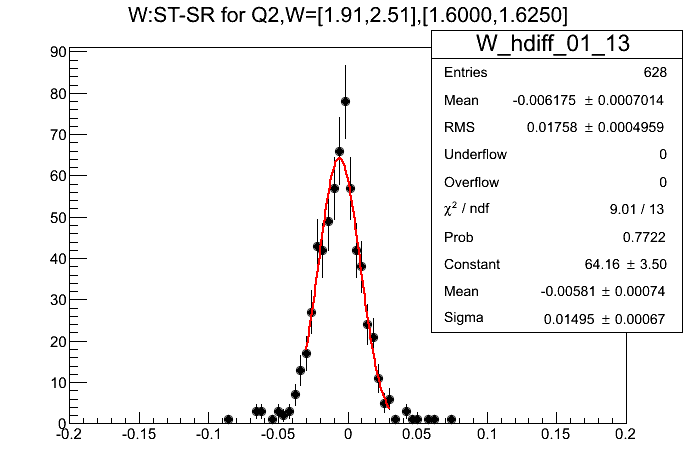 W:ST-SR for Q2,W=[1.91,2.51],[1.6000,1.6250]
W_hdiff_01_13
Entries 628
Mean -0.006175 ± 0.0007014
RMS 0.01758 ± 0.0004959
Underflow 0
Overflow 0
χ² / ndf 9.01 / 13
Prob 0.7722
Constant 64.16 ± 3.50
Mean -0.00581 ± 0.00074
Sigma 0.01495 ± 0.00067
90
80
70
60
50
40
30
20
10
0
-0.2 -0.15 -0.1 -0.05 0 0.05 0.1 0.15 0.2